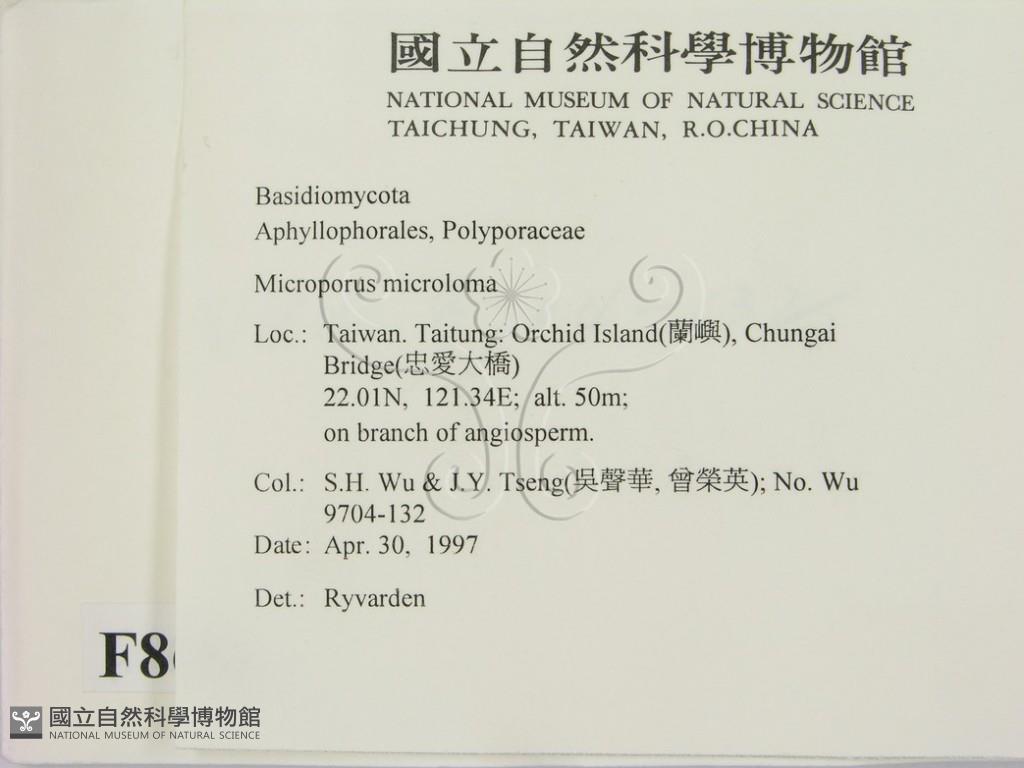 國立自然科學博物館
NATIONAL MUSEUM OF NATURAL SCIENCE
TAICHUNG, TAIWAN, R.O.CHINA
Basidiomycota
Aphyllophorales, Polyporaceae
Microporus microloma
Loc.: Taiwan. Taitung: Orchid Island(蘭嶼), Chungai
Bridge(忠愛大橋)
22.01N, 121.34E; alt. 50m;
on branch of angiosperm.
Col.: S.H. Wu & J.Y. Tseng(吳聲華, 曾榮英); No. Wu
9704-132
Date: Apr. 30, 1997
Det.: Ryvarden
F8
國立自然科學博物館
NATIONAL MUSEUM OF NATURAL SCIENCE